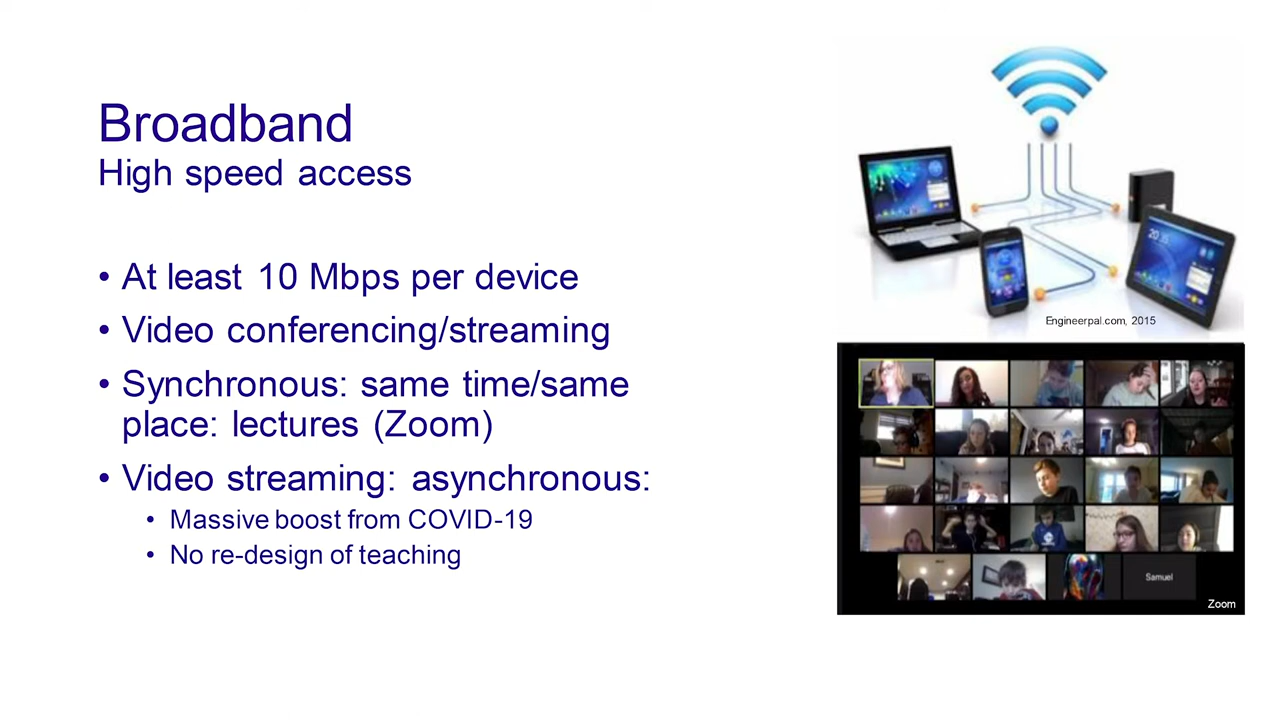 Broadband
High speed access
• At least 10 Mbps per device
• Video conferencing/streaming
• Synchronous: same time/same
place: lectures (Zoom)
• Video streaming: asynchronous:
• Massive boost from COVID-19
• No re-design of teaching
Engineerpal.com, 2015
Samuel
Zoom